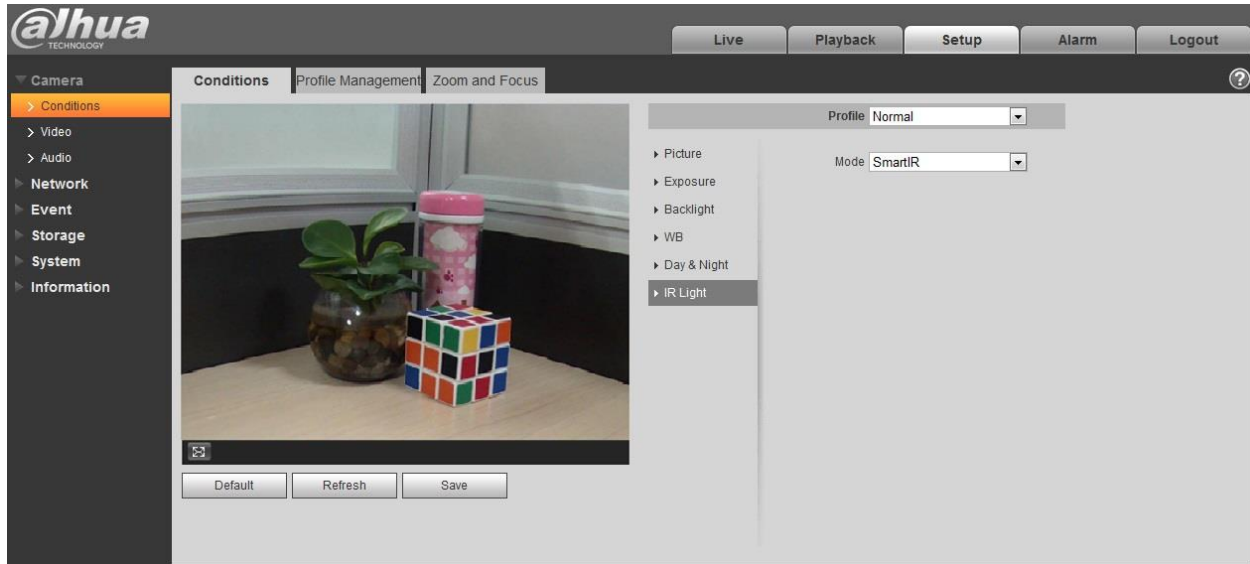 alhua
TECHNOLOGY
Live
Playback
Setup
Alarm
Logout
Camera
Conditions
Video
Audio
Network
Event
Storage
System
Information
Conditions
Profile Management
Zoom and Focus
?
Profile Normal
Picture
Exposure
Backlight
WB
Day & Night
IR Light
Mode SmartIR
Default
Refresh
Save